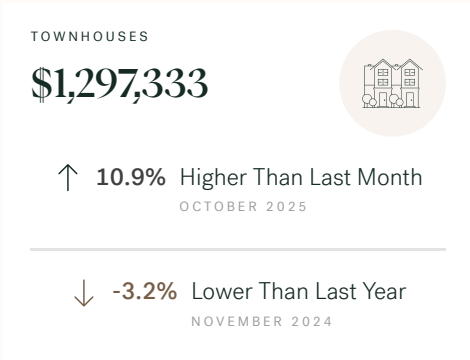 TOWNHOUSES
$1,297,333
10.9% Higher Than Last Month
OCTOBER 2025
-3.2% Lower Than Last Year
NOVEMBER 2024